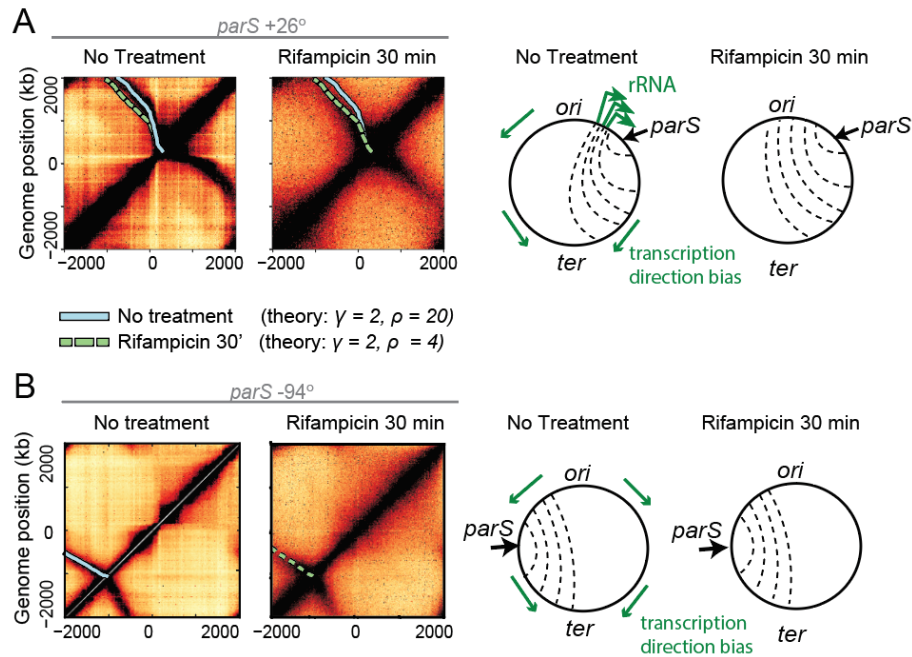 A
parS +26°
No Treatment
Rifampicin 30 min
No Treatment
Rifampicin 30 min
Genome position (kb)
2000
0
−2000
−2000
0
2000
−2000
0
2000
rRNA
ori
parS
ter
transcription
direction bias
ori
parS
ter
No treatment (theory: γ = 2, ρ = 20)
Rifampicin 30' (theory: γ = 2, ρ = 4)
B
parS -94°
No treatment
Rifampicin 30 min
No Treatment
Rifampicin 30 min
Genome position (kb)
2000
0
−2000
−2000
0
2000
−2000
0
2000
ori
parS
ter
transcription
direction bias
ori
parS
ter